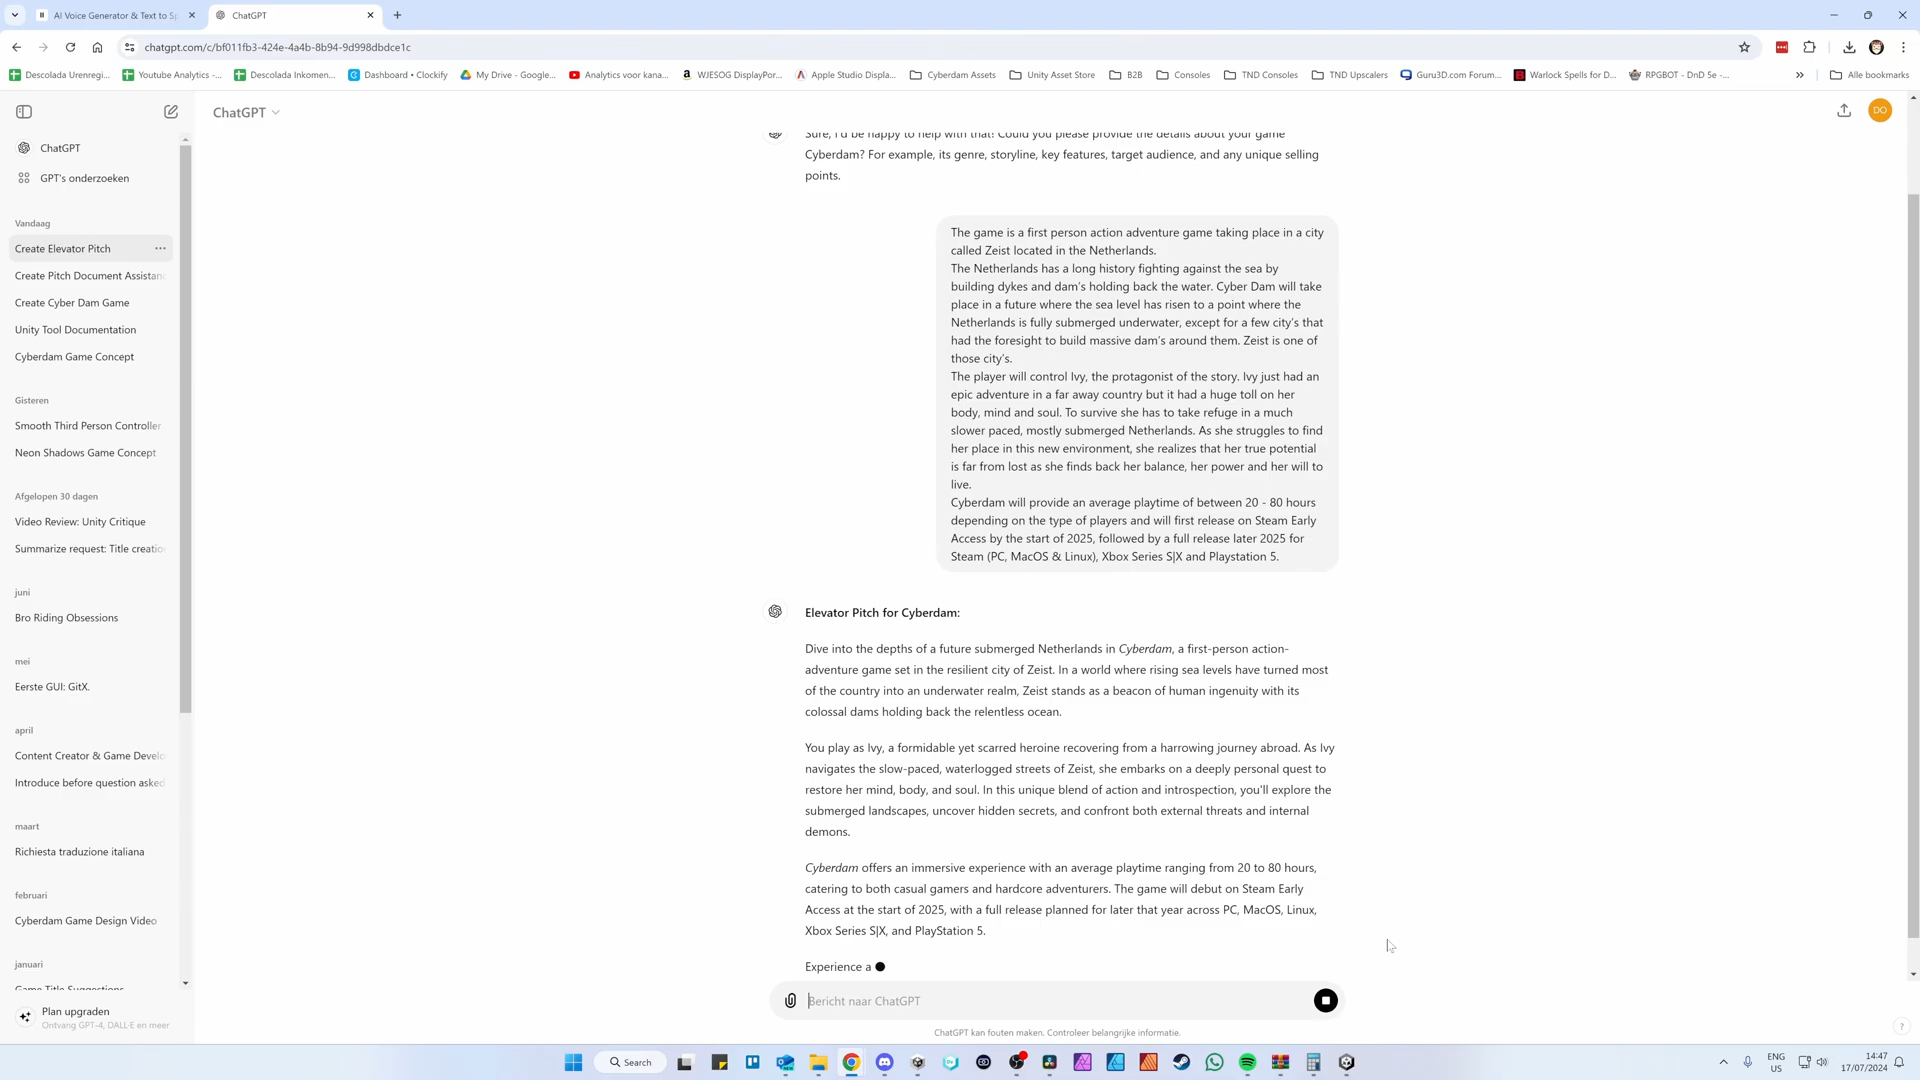 AI Voice Generator & Text to Sp
ChatGPT
chatgpt.com/c/bf011fb3-424e-4a4b-8b94-9d998dbdce1c
Descolada Urenregi...
Youtube Analytics -...
Descolada Inkomen...
Dashboard • Clockify
My Drive - Google...
Analytics voor kana...
WJESOG DisplayPor...
Apple Studio Displa...
Cyberdam Assets
Unity Asset Store
B2B
Consoles
TND Consoles
TND Upscalers
Guru3D.com Forum...
Warlock Spells for D...
RPGBOT - DnD 5e -...
»
Alle bookmarks
ChatGPT
DO
ChatGPT
GPT's onderzoeken
Vandaag
Create Elevator Pitch
Create Pitch Document Assistanc
Create Cyber Dam Game
Unity Tool Documentation
Cyberdam Game Concept
Gisteren
Smooth Third Person Controller
Neon Shadows Game Concept
Afgelopen 30 dagen
Video Review: Unity Critique
Summarize request: Title creatio
juni
Bro Riding Obsessions
mei
Eerste GUI: GitX.
april
Content Creator & Game Develo
Introduce before question asked
maart
Richiesta traduzione italiana
februari
Cyberdam Game Design Video
januari
Game Title Suggestions
Plan upgraden
Ontvang GPT-4, DALL·E en meer
Sure, I'd be happy to help with that! Could you please provide the details about your game
Cyberdam? For example, its genre, storyline, key features, target audience, and any unique selling
points.
The game is a first person action adventure game taking place in a city
called Zeist located in the Netherlands.
The Netherlands has a long history fighting against the sea by
building dykes and dam's holding back the water. Cyber Dam will take
place in a future where the sea level has risen to a point where the
Netherlands is fully submerged underwater, except for a few city's that
had the foresight to build massive dam's around them. Zeist is one of
those city's.
The player will control Ivy, the protagonist of the story. Ivy just had an
epic adventure in a far away country but it had a huge toll on her
body, mind and soul. To survive she has to take refuge in a much
slower paced, mostly submerged Netherlands. As she struggles to find
her place in this new environment, she realizes that her true potential
is far from lost as she finds back her balance, her power and her will to
live.
Cyberdam will provide an average playtime of between 20 - 80 hours
depending on the type of players and will first release on Steam Early
Access by the start of 2025, followed by a full release later 2025 for
Steam (PC, MacOS & Linux), Xbox Series S|X and Playstation 5.
Elevator Pitch for Cyberdam:
Dive into the depths of a future submerged Netherlands in Cyberdam, a first-person action-
adventure game set in the resilient city of Zeist. In a world where rising sea levels have turned most
of the country into an underwater realm, Zeist stands as a beacon of human ingenuity with its
colossal dams holding back the relentless ocean.
You play as Ivy, a formidable yet scarred heroine recovering from a harrowing journey abroad. As Ivy
navigates the slow-paced, waterlogged streets of Zeist, she embarks on a deeply personal quest to
restore her mind, body, and soul. In this unique blend of action and introspection, you'll explore the
submerged landscapes, uncover hidden secrets, and confront both external threats and internal
demons.
Cyberdam offers an immersive experience with an average playtime ranging from 20 to 80 hours,
catering to both casual gamers and hardcore adventurers. The game will debut on Steam Early
Access at the start of 2025, with a full release planned for later that year across PC, MacOS, Linux,
Xbox Series S|X, and PlayStation 5.
Experience a
Bericht naar ChatGPT
ChatGPT kan fouten maken. Controleer belangrijke informatie.
?
Search
ENG
US
14:47
17/07/2024